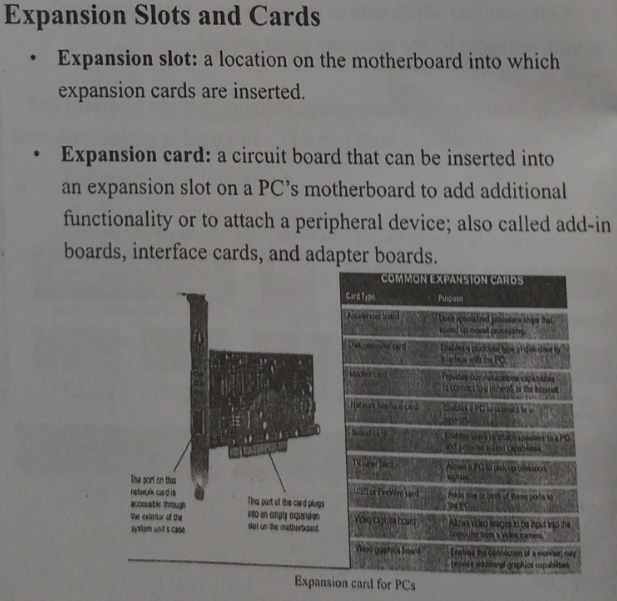 Expansion Slots and Cards
• Expansion slot: a location on the motherboard into which
expansion cards are inserted.
• Expansion card: a circuit board that can be inserted into
an expansion slot on a PC's motherboard to add additional
functionality or to attach a peripheral device; also called add-in
boards, interface cards, and adapter boards.
COMMON EXPANSION CARDS
Card Type Purpose
Accelerator board Uses specialized processor chips that
speed up overall processing.
Disk controller card Enables a particular type of disk drive to
interface with the PC.
Modem card Provides communications capabilities
to connect to a network or the Internet.
Network interface card Enables a PC to connect to a
Sound card Enables users to attach speakers to a PC
and provides sound capabilities.
TV tuner card Allows a PC to pick up television
signals.
USB or FireWire card Adds one or more of these ports to
the PC.
Video capture board Allows video images to be input into the
computer from a video camera.
Video graphics board Enables the connection of a monitor; may
provide additional graphics capabilities.
The port on this
network card is
accessible through
the exterior of the
system unit's case.
This part of the card plugs
into an empty expansion
slot on the motherboard.
Expansion card for PCs